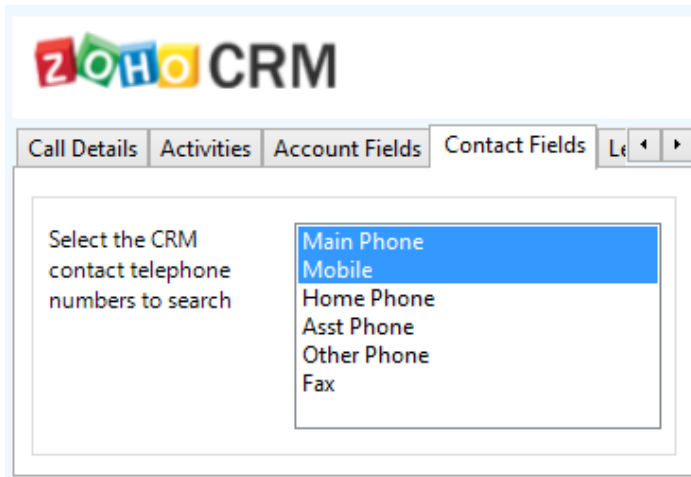 ZOHO CRM
Call Details Activities Account Fields Contact Fields
Select the CRM
contact telephone
numbers to search
Main Phone
Mobile
Home Phone
Asst Phone
Other Phone
Fax